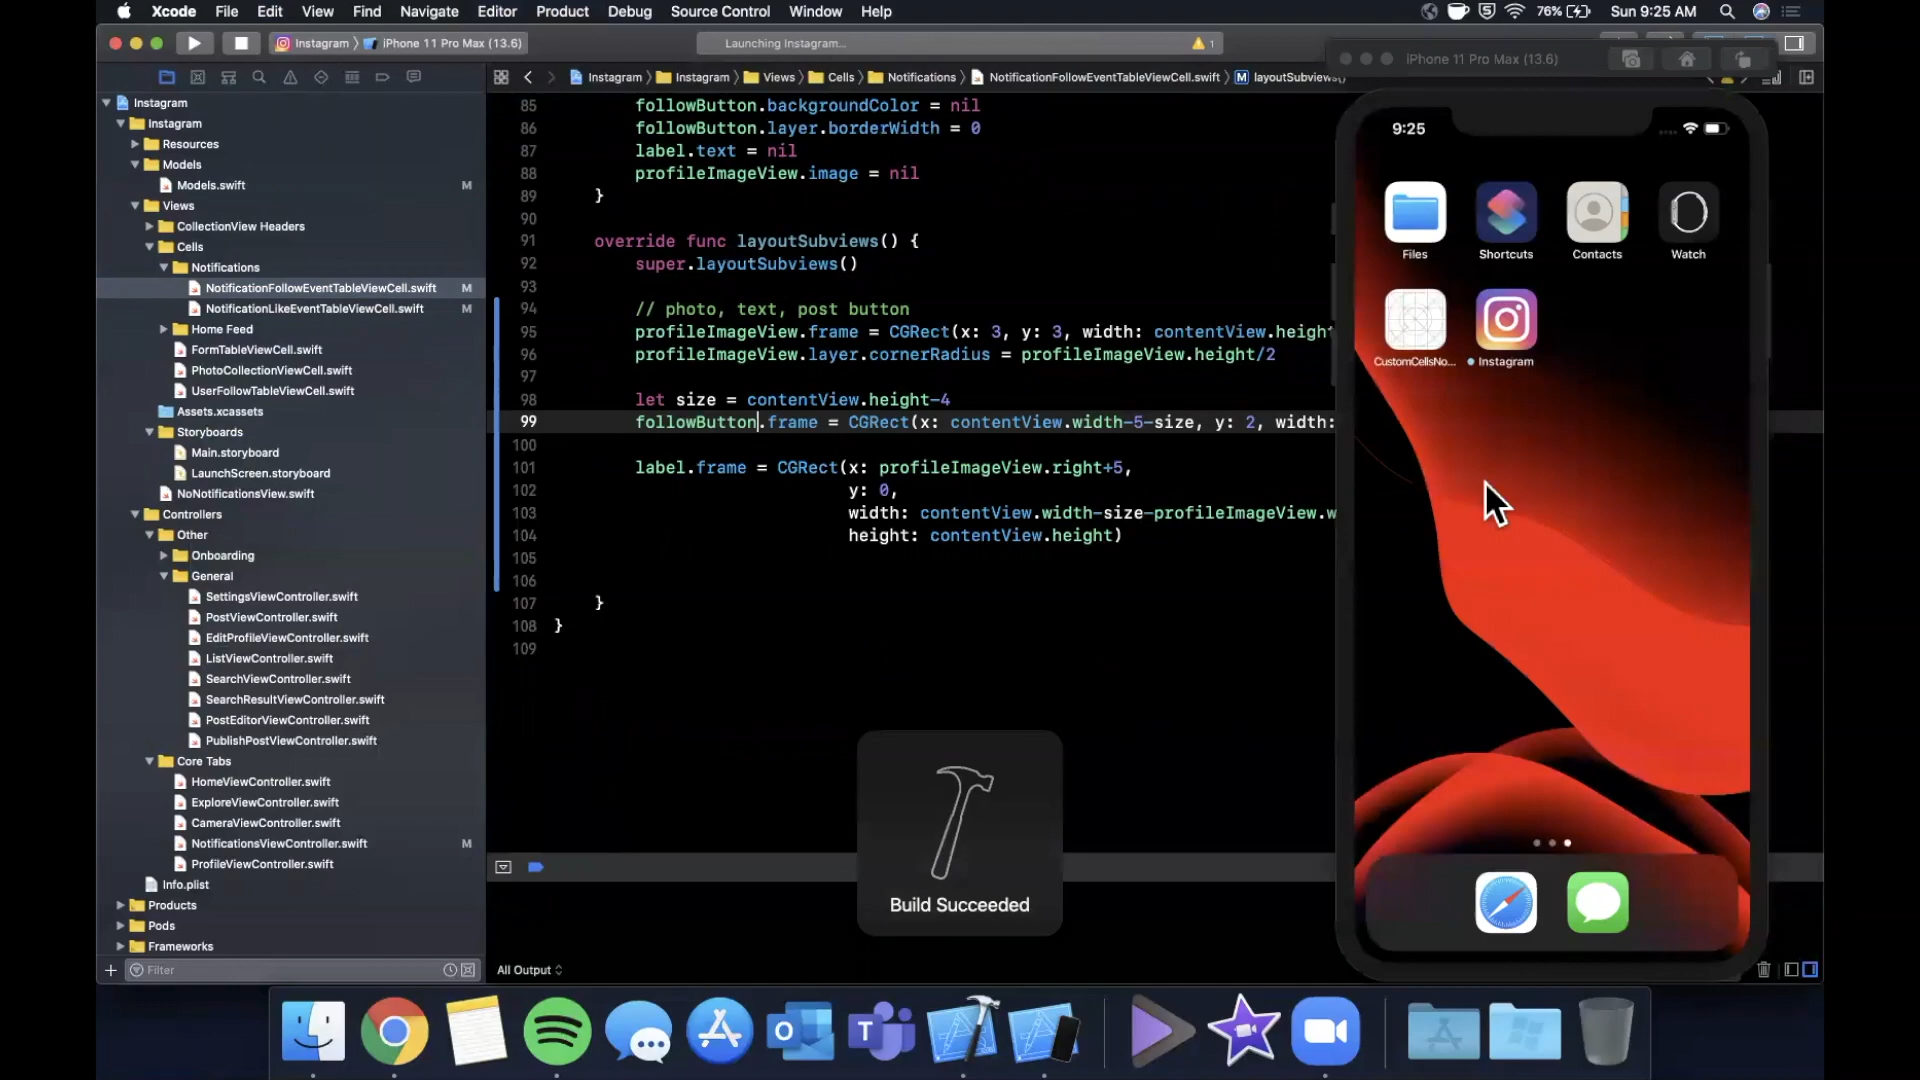 Xcode File Edit View Find Navigate Editor Product Debug Source Control Window Help
76% Sun 9:25 AM
Instagram iPhone 11 Pro Max (13.6)
Launching Instagram...
1
iPhone 11 Pro Max (13.6)
Instagram Instagram Views Cells Notifications NotificationFollowEventTableViewCell.swift layoutSubviews()
Instagram
Instagram
Resources
Models
Models.swift M
Views
CollectionView Headers
Cells
Notifications
NotificationFollowEventTableViewCell.swift M
NotificationLikeEventTableViewCell.swift M
Home Feed
FormTableViewCell.swift
PhotoCollectionViewCell.swift
UserFollowTableViewCell.swift
Assets.xcassets
Storyboards
Main.storyboard
LaunchScreen.storyboard
NoNotificationsView.swift
Controllers
Other
Onboarding
General
SettingsViewController.swift
PostViewController.swift
EditProfileViewController.swift
ListViewController.swift
SearchViewController.swift
SearchResultViewController.swift
PostEditorViewController.swift
PublishPostViewController.swift
Core Tabs
HomeViewController.swift
ExploreViewController.swift
CameraViewController.swift
NotificationsViewController.swift M
ProfileViewController.swift
Info.plist
Products
Pods
Frameworks
Filter
85 followButton.backgroundColor = nil
86 followButton.layer.borderWidth = 0
87 label.text = nil
88 profileImageView.image = nil
89 }
90
91 override func layoutSubviews() {
92 super.layoutSubviews()
93
94 // photo, text, post button
95 profileImageView.frame = CGRect(x: 3, y: 3, width: contentView.height
96 profileImageView.layer.cornerRadius = profileImageView.height/2
97
98 let size = contentView.height-4
99 followButton.frame = CGRect(x: contentView.width-5-size, y: 2, width:
100
101 label.frame = CGRect(x: profileImageView.right+5,
102 y: 0,
103 width: contentView.width-size-profileImageView.w
104 height: contentView.height)
105
106
107 }
108 }
109
Build Succeeded
All Output
9:25
Files Shortcuts Contacts Watch
CustomCellsNo... Instagram